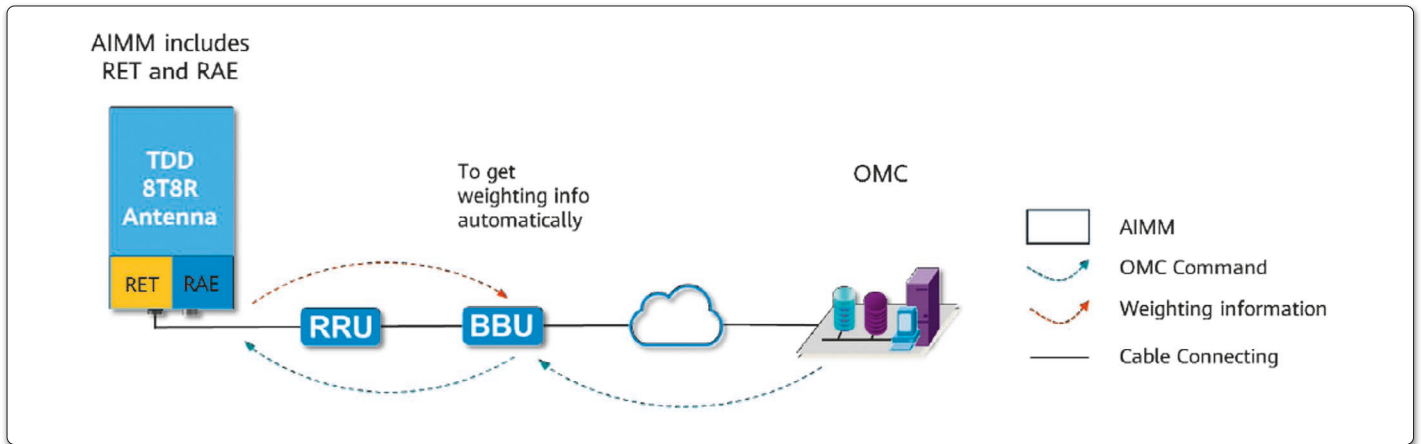 AIMM includes
RET and RAE
TDD
8T8R
Antenna
RET
RAE
To get
weighting info
automatically
RRU
BBU
OMC
AIMM
OMC Command
Weighting information
Cable Connecting